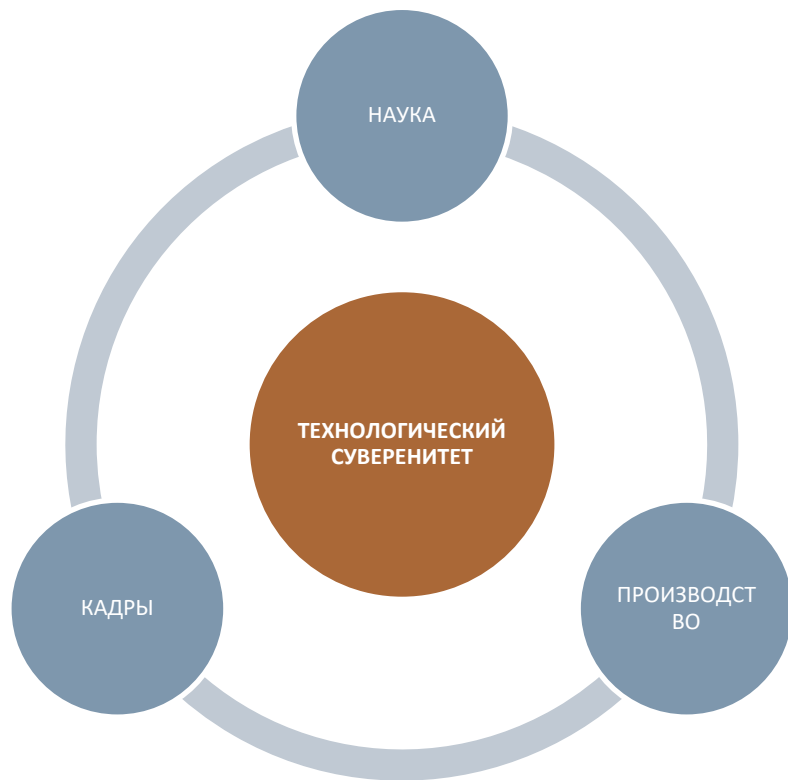 НАУКА
ТЕХНОЛОГИЧЕСКИЙ
СУВЕРЕНИТЕТ
КАДРЫ
ПРОИЗВОДСТ
ВО